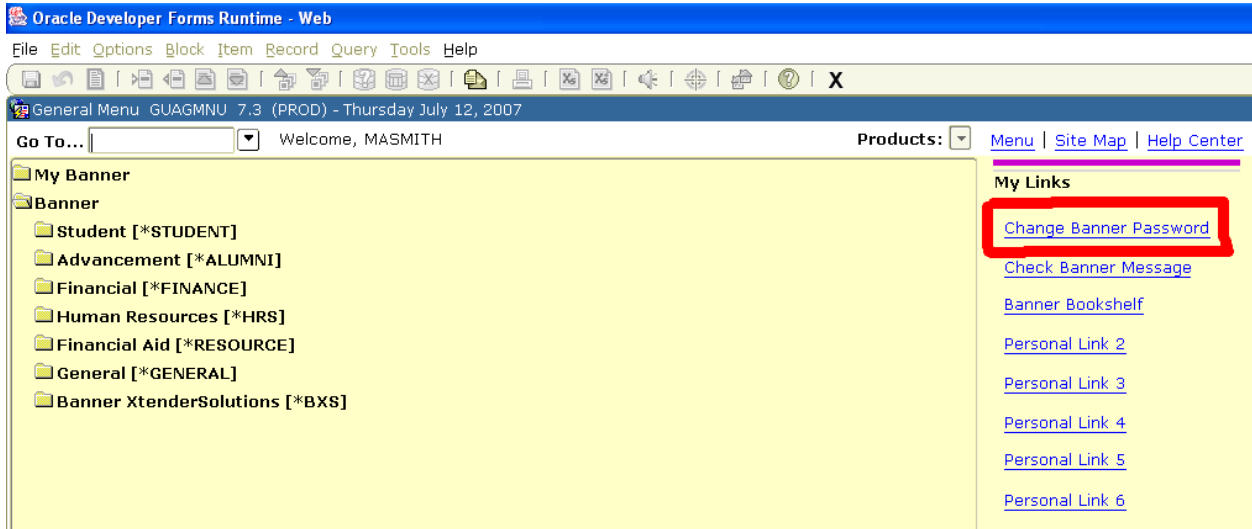 Oracle Developer Forms Runtime - Web
File Edit Options Block Item Record Query Tools Help
X
General Menu GUAGMNU 7.3 (PROD) - Thursday July 12, 2007
Go To... Welcome, MASMITH Products: Menu | Site Map | Help Center
My Banner
Banner
Student [*STUDENT]
Advancement [*ALUMNI]
Financial [*FINANCE]
Human Resources [*HRS]
Financial Aid [*RESOURCE]
General [*GENERAL]
Banner XtenderSolutions [*BXS]
My Links
Change Banner Password
Check Banner Message
Banner Bookshelf
Personal Link 2
Personal Link 3
Personal Link 4
Personal Link 5
Personal Link 6